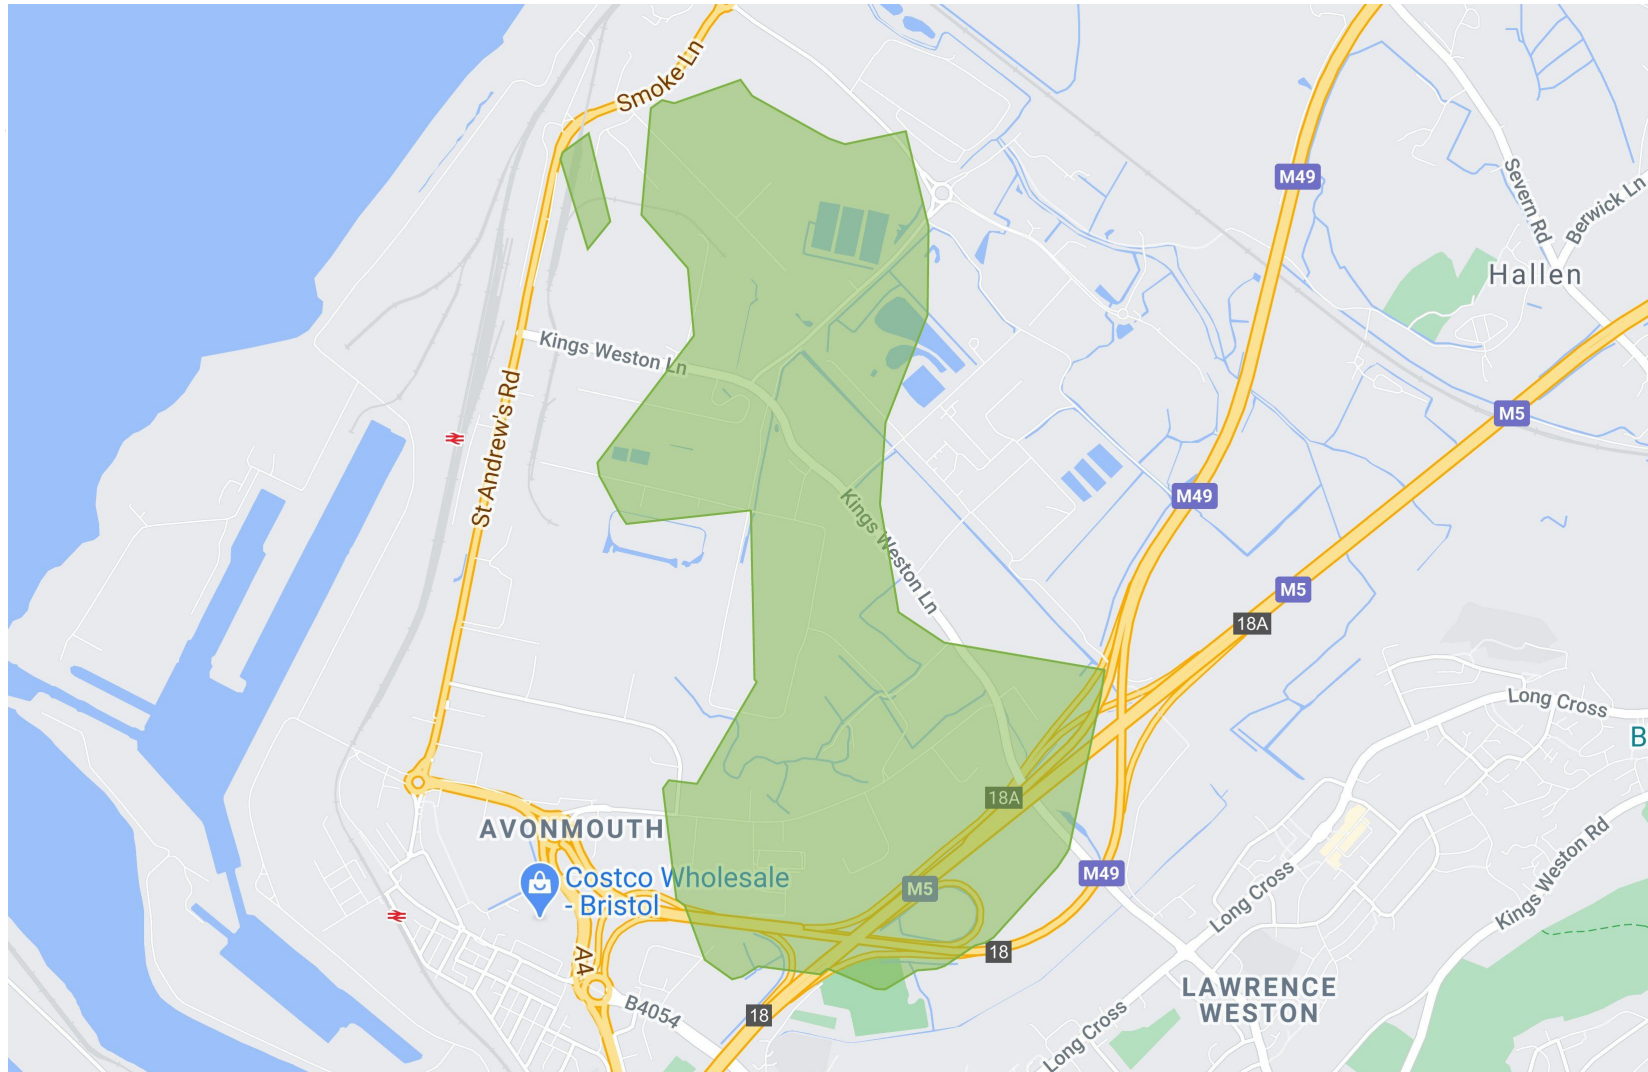 Smoke Ln
M49
Severn Rd
Berwick Ln
Hallen
Kings Weston Ln
St Andrew's Rd
M5
M49
Kings Weston Ln
M5
18A
Long Cross
B
18A
AVONMOUTH
Costco Wholesale
- Bristol
M5
M49
Long Cross
Kings Weston Rd
A4
18
LAWRENCE
WESTON
B4054
18
Long Cross